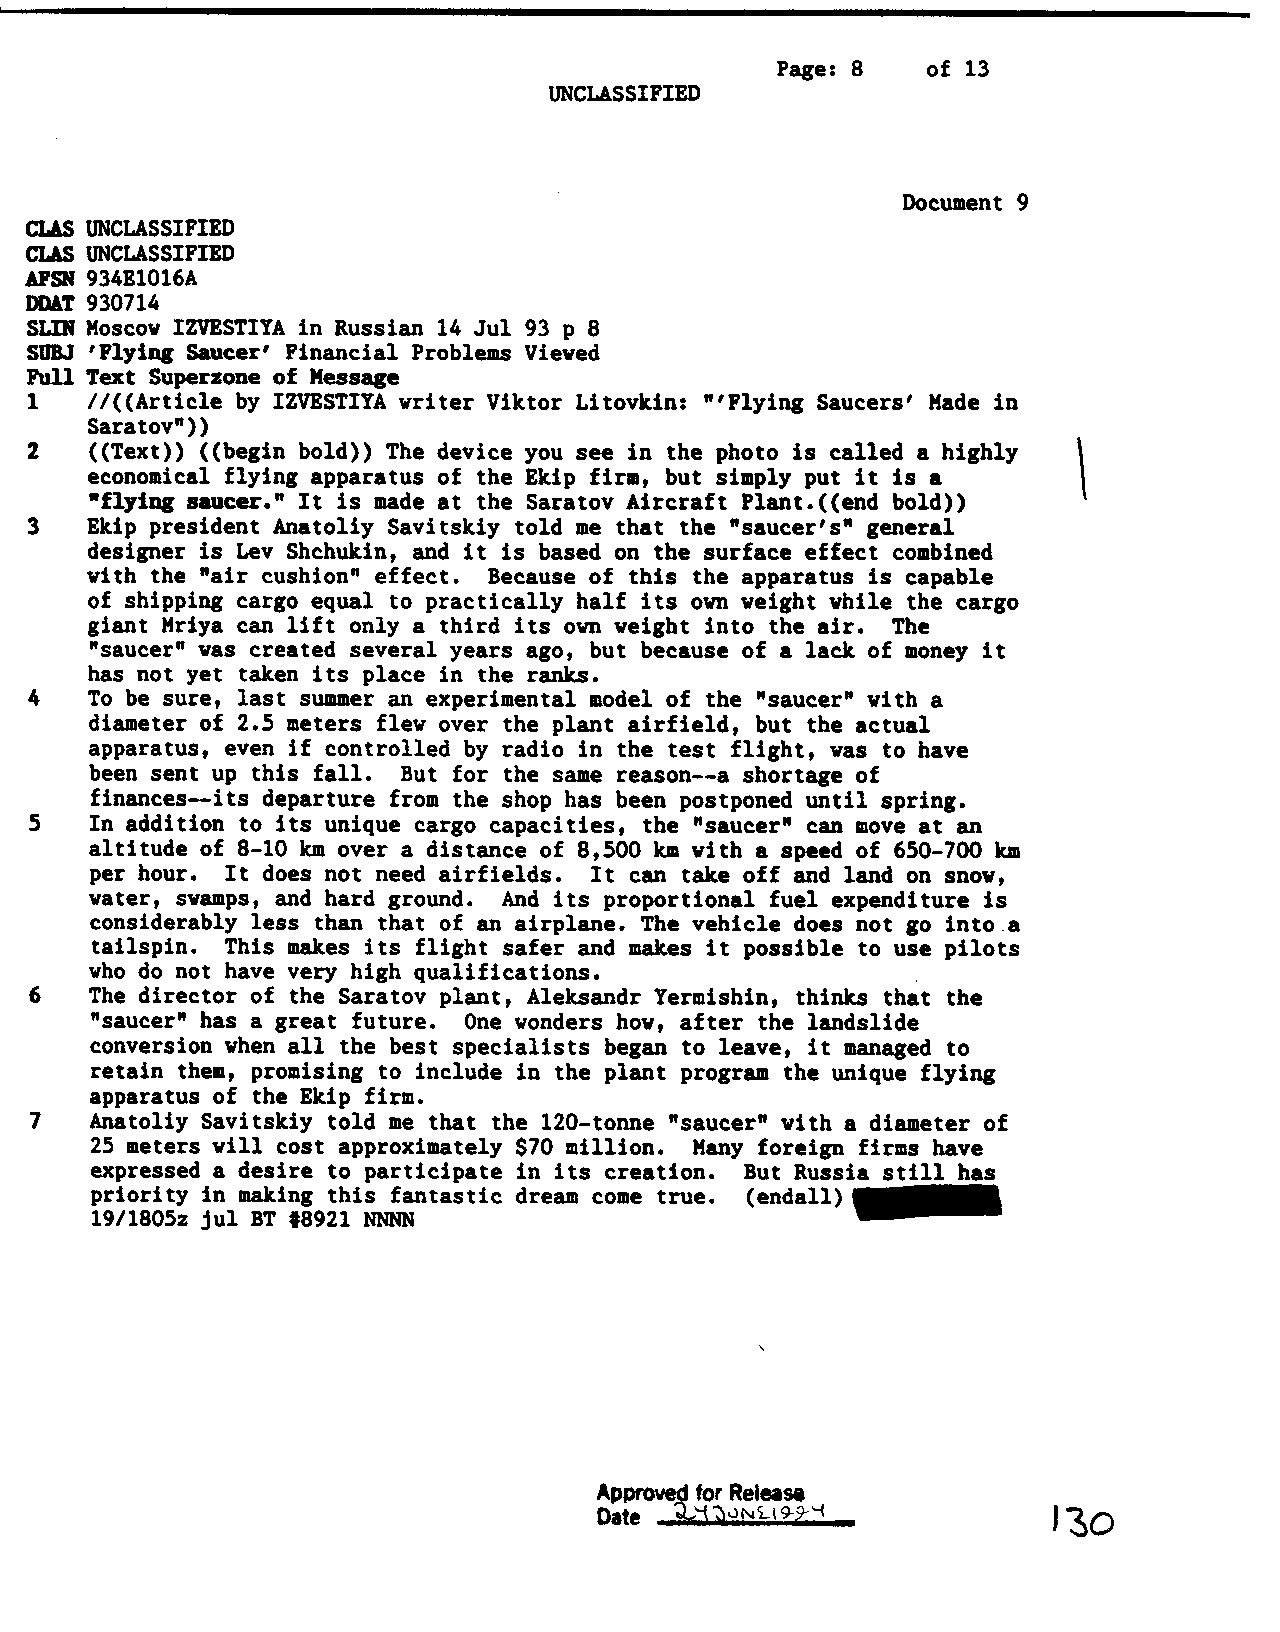 Page: 8 of 13
UNCLASSIFIED
Document 9
CLAS UNCLASSIFIED
CLAS UNCLASSIFIED
AFSN 934E1016A
DDAT 930714
SLIN Moscow IZVESTIYA in Russian 14 Jul 93 p 8
SUBJ 'Flying Saucer' Financial Problems Viewed
Full Text Superzone of Message
1 //((Article by IZVESTIYA writer Viktor Litovkin: "'Flying Saucers' Made in
Saratov"))
2 ((Text)) ((begin bold)) The device you see in the photo is called a highly
economical flying apparatus of the Ekip firm, but simply put it is a
"flying saucer." It is made at the Saratov Aircraft Plant.((end bold))
3 Ekip president Anatoliy Savitskiy told me that the "saucer's" general
designer is Lev Shchukin, and it is based on the surface effect combined
with the "air cushion" effect. Because of this the apparatus is capable
of shipping cargo equal to practically half its own weight while the cargo
giant Mriya can lift only a third its own weight into the air. The
"saucer" was created several years ago, but because of a lack of money it
has not yet taken its place in the ranks.
4 To be sure, last summer an experimental model of the "saucer" with a
diameter of 2.5 meters flew over the plant airfield, but the actual
apparatus, even if controlled by radio in the test flight, was to have
been sent up this fall. But for the same reason--a shortage of
finances--its departure from the shop has been postponed until spring.
5 In addition to its unique cargo capacities, the "saucer" can move at an
altitude of 8-10 km over a distance of 8,500 km with a speed of 650-700 km
per hour. It does not need airfields. It can take off and land on snow,
water, swamps, and hard ground. And its proportional fuel expenditure is
considerably less than that of an airplane. The vehicle does not go into a
tailspin. This makes its flight safer and makes it possible to use pilots
who do not have very high qualifications.
6 The director of the Saratov plant, Aleksandr Yermishin, thinks that the
"saucer" has a great future. One wonders how, after the landslide
conversion when all the best specialists began to leave, it managed to
retain them, promising to include in the plant program the unique flying
apparatus of the Ekip firm.
7 Anatoliy Savitskiy told me that the 120-tonne "saucer" with a diameter of
25 meters will cost approximately $70 million. Many foreign firms have
expressed a desire to participate in its creation. But Russia still has
priority in making this fantastic dream come true. (endall)
19/1805z jul BT #8921 NNNN
Approved for Release
Date 24 JUNE 1994
130